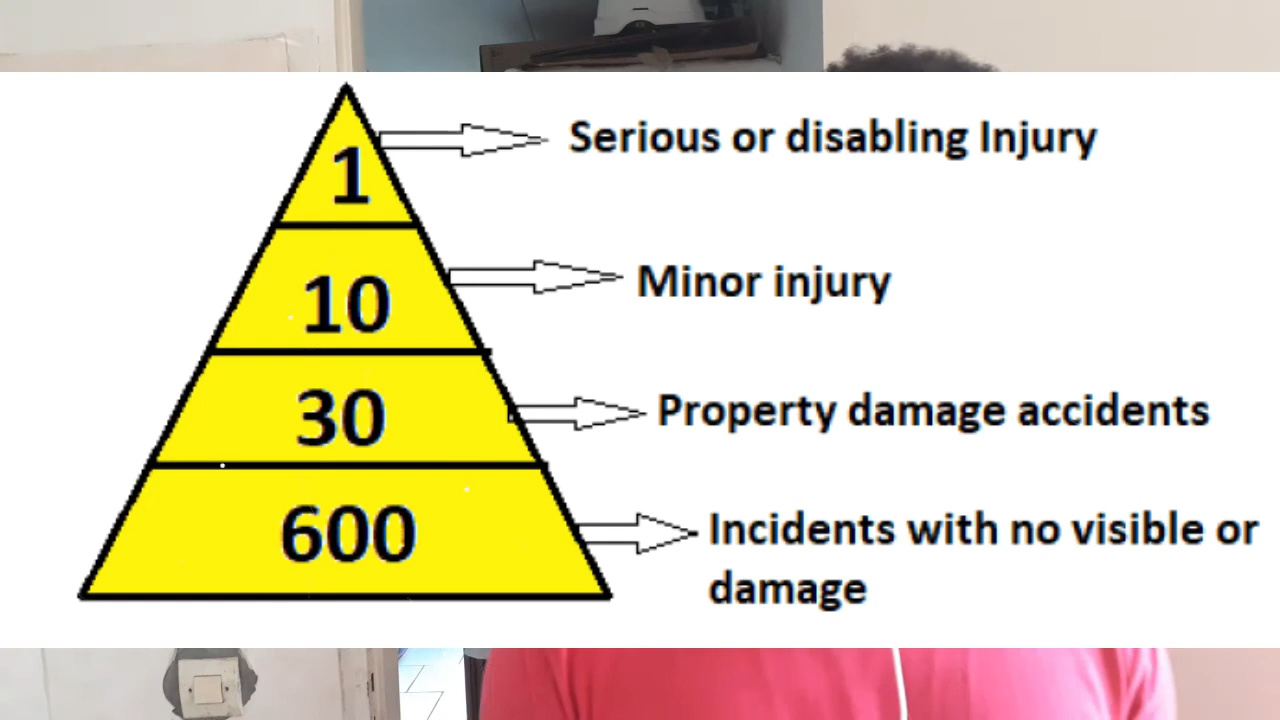 1
Serious or disabling Injury
10
Minor injury
30
Property damage accidents
600
Incidents with no visible or
damage